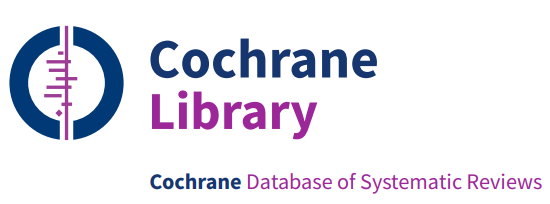 Cochrane
Library
Cochrane Database of Systematic Reviews